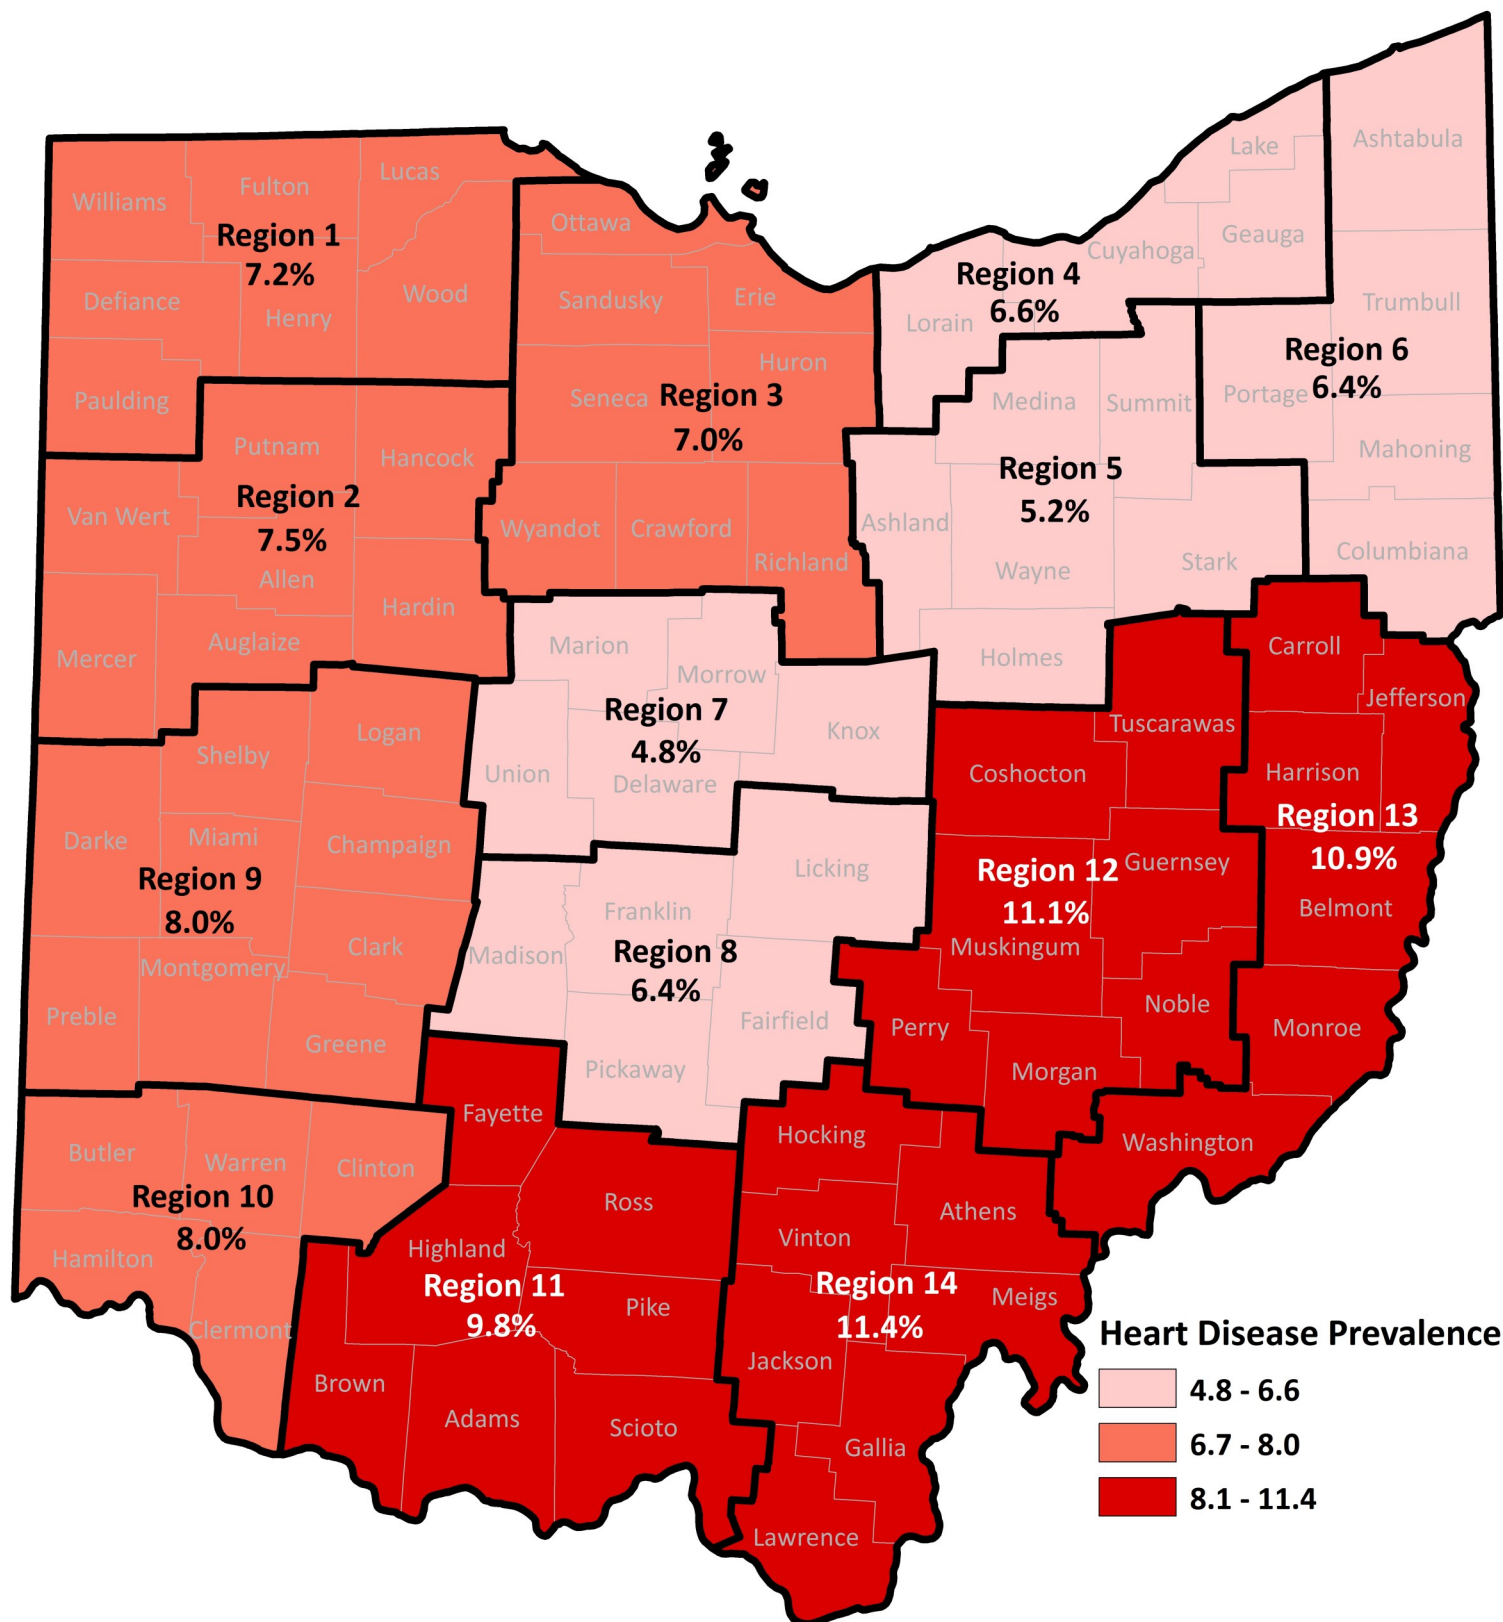 Lake
Ashtabula
Williams
Fulton
Lucas
Region 1
7.2%
Ottawa
Cuyahoga
Geauga
Defiance
Henry
Wood
Sandusky
Erie
Region 4
6.6%
Lorain
Trumbull
Paulding
Seneca
Huron
Region 3
7.0%
Medina
Summit
Portage
Region 6
6.4%
Mahoning
Putnam
Hancock
Region 2
7.5%
Van Wert
Allen
Wyandot
Crawford
Richland
Ashland
Region 5
5.2%
Wayne
Stark
Columbiana
Mercer
Auglaize
Hardin
Marion
Morrow
Holmes
Carroll
Jefferson
Region 7
4.8%
Knox
Union
Delaware
Tuscarawas
Coshocton
Harrison
Region 13
10.9%
Belmont
Logan
Shelby
Darke
Miami
Champaign
Region 9
8.0%
Clark
Montgomery
Preble
Greene
Licking
Franklin
Madison
Region 8
6.4%
Fairfield
Pickaway
Region 12
11.1%
Guernsey
Muskingum
Perry
Noble
Monroe
Morgan
Washington
Butler
Warren
Clinton
Region 10
8.0%
Hamilton
Clermont
Fayette
Ross
Highland
Region 11
9.8%
Pike
Brown
Adams
Scioto
Hocking
Athens
Vinton
Region 14
11.4%
Meigs
Jackson
Gallia
Lawrence
Heart Disease Prevalence
4.8 - 6.6
6.7 - 8.0
8.1 - 11.4